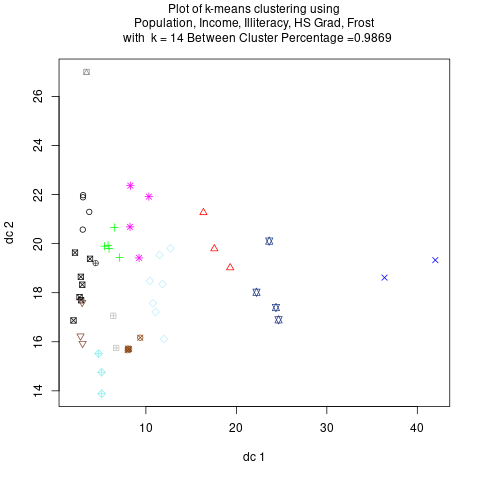 Plot of k-means clustering using
Population, Income, Illiteracy, HS Grad, Frost
with k = 14 Between Cluster Percentage =0.9869
dc 2
26
24
22
20
18
16
14
10
20
30
40
dc 1